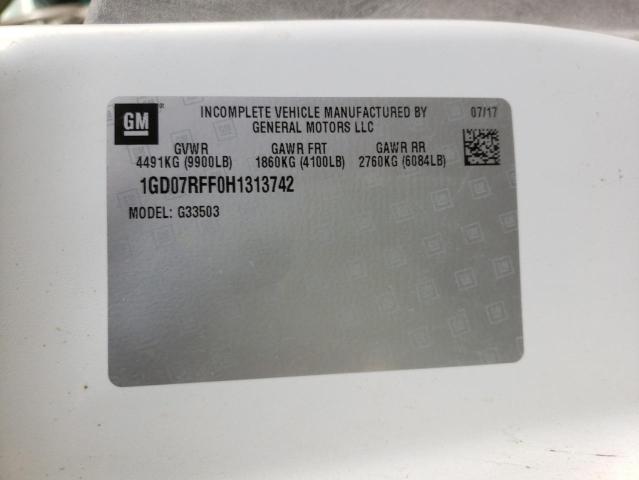 GM
INCOMPLETE VEHICLE MANUFACTURED BY
GENERAL MOTORS LLC
07/17
GVWR GAWR FRT GAWR RR
4491KG (9900LB) 1860KG (4100LB) 2760KG (6084LB)
1GD07RFF0H1313742
MODEL: G33503